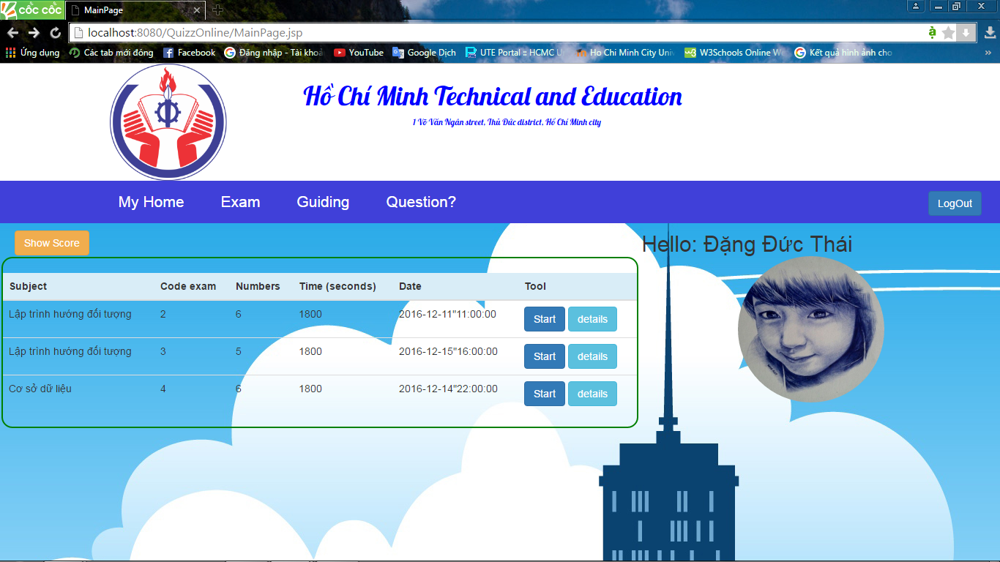 CỐC CỐC MainPage
localhost:8080/QuizzOnline/MainPage.jsp
Ứng dụng Các tab mới đóng Facebook Đăng nhập - Tài khoả YouTube Google Dịch UTE Portal :: HCMC U Ho Chi Minh City Uni W3Schools Online W Kết quả hình ảnh cho »
Hồ Chí Minh Technical and Education
1 Võ Văn Ngân street, Thủ Đức district, Hồ Chí Minh city
My Home Exam Guiding Question? LogOut
Show Score Hello: Đặng Đức Thái
Subject Code exam Numbers Time (seconds) Date Tool
Lập trình hướng đối tượng 2 6 1800 2016-12-11"11:00:00 Start details
Lập trình hướng đối tượng 3 5 1800 2016-12-15"16:00:00 Start details
Cơ sở dữ liệu 4 6 1800 2016-12-14"22:00:00 Start details